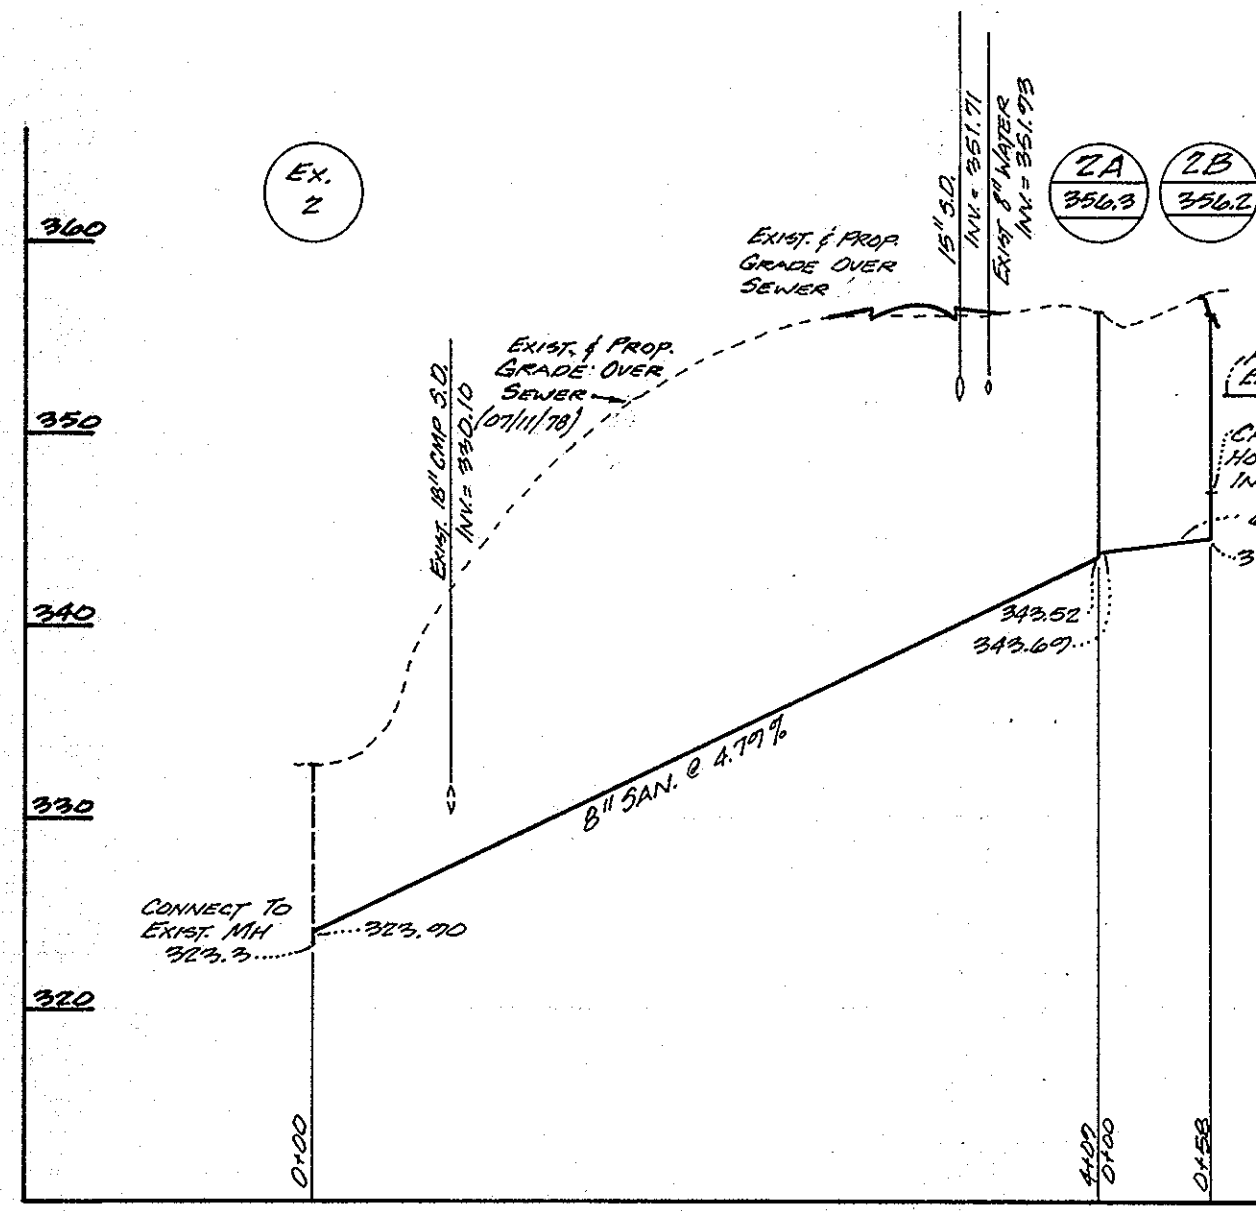 EX.
2
15" S.D.
INV. = 351.71
EXIST 8" WATER
INV. = 351.93
2A
356.3
2B
356.2
360
EXIST. & PROP.
GRADE OVER
SEWER
EXIST. & PROP.
GRADE OVER
SEWER
(07/11/78)
EXIST. 18" CMP S.D.
INV. = 330.10
350
340
343.52
343.69
8" SAN. @ 4.79%
330
CONNECT TO
EXIST. MH
323.3
323.90
320
0+00
4+09
0+00
0+58